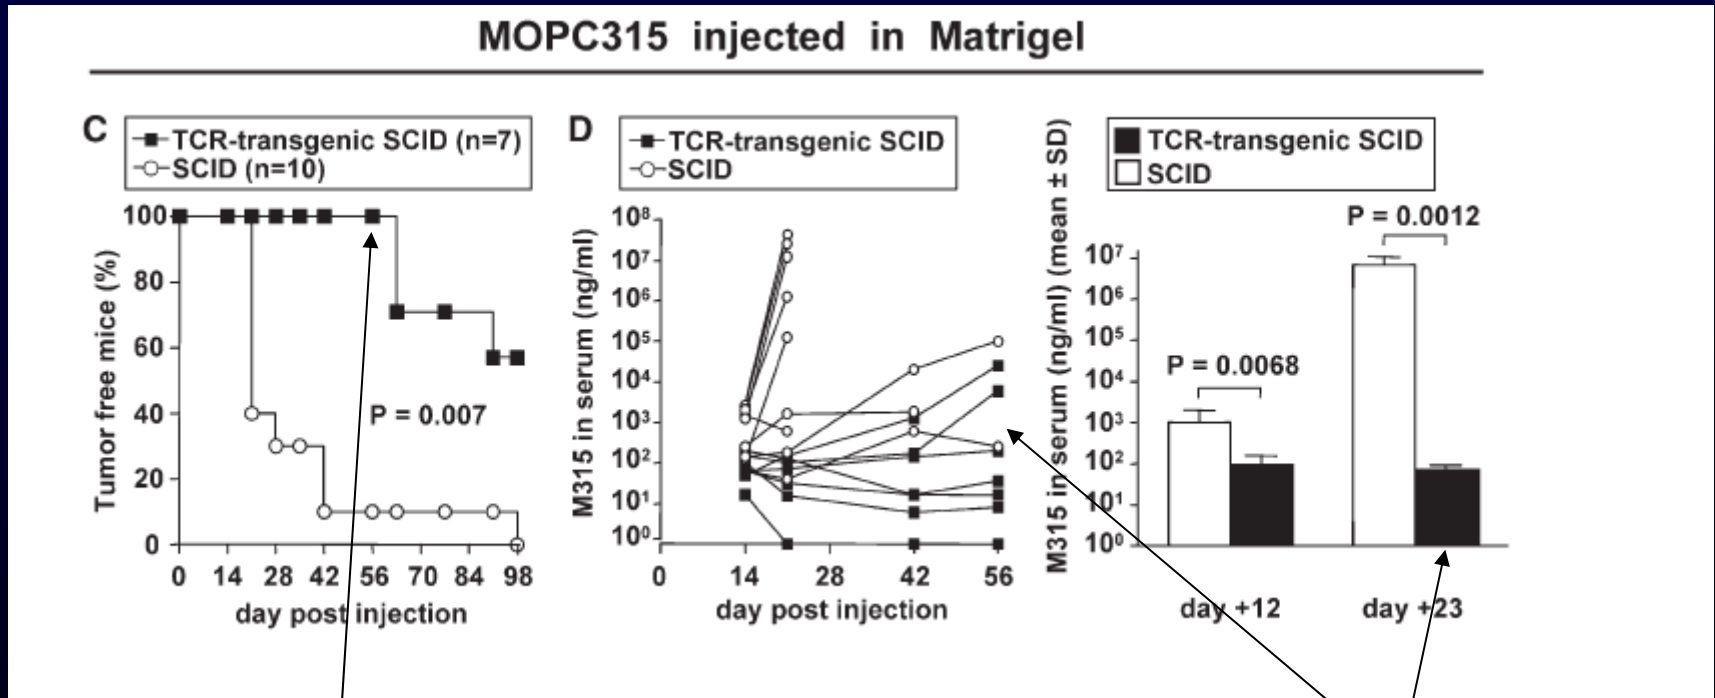 MOPC315 injected in Matrigel
C
TCR-transgenic SCID (n=7)
SCID (n=10)
Tumor free mice (%)
100
80
60
40
20
0
P = 0.007
0 14 28 42 56 70 84 98
day post injection
D
TCR-transgenic SCID
SCID
M315 in serum (ng/ml)
10⁸
10⁷
10⁶
10⁵
10⁴
10³
10²
10¹
10⁰
0 14 28 42 56
day post injection
TCR-transgenic SCID
SCID
M315 in serum (ng/ml) (mean ± SD)
P = 0.0012
10⁷
10⁶
10⁵
10⁴
10³
10²
10¹
10⁰
P = 0.0068
day +12 day +23